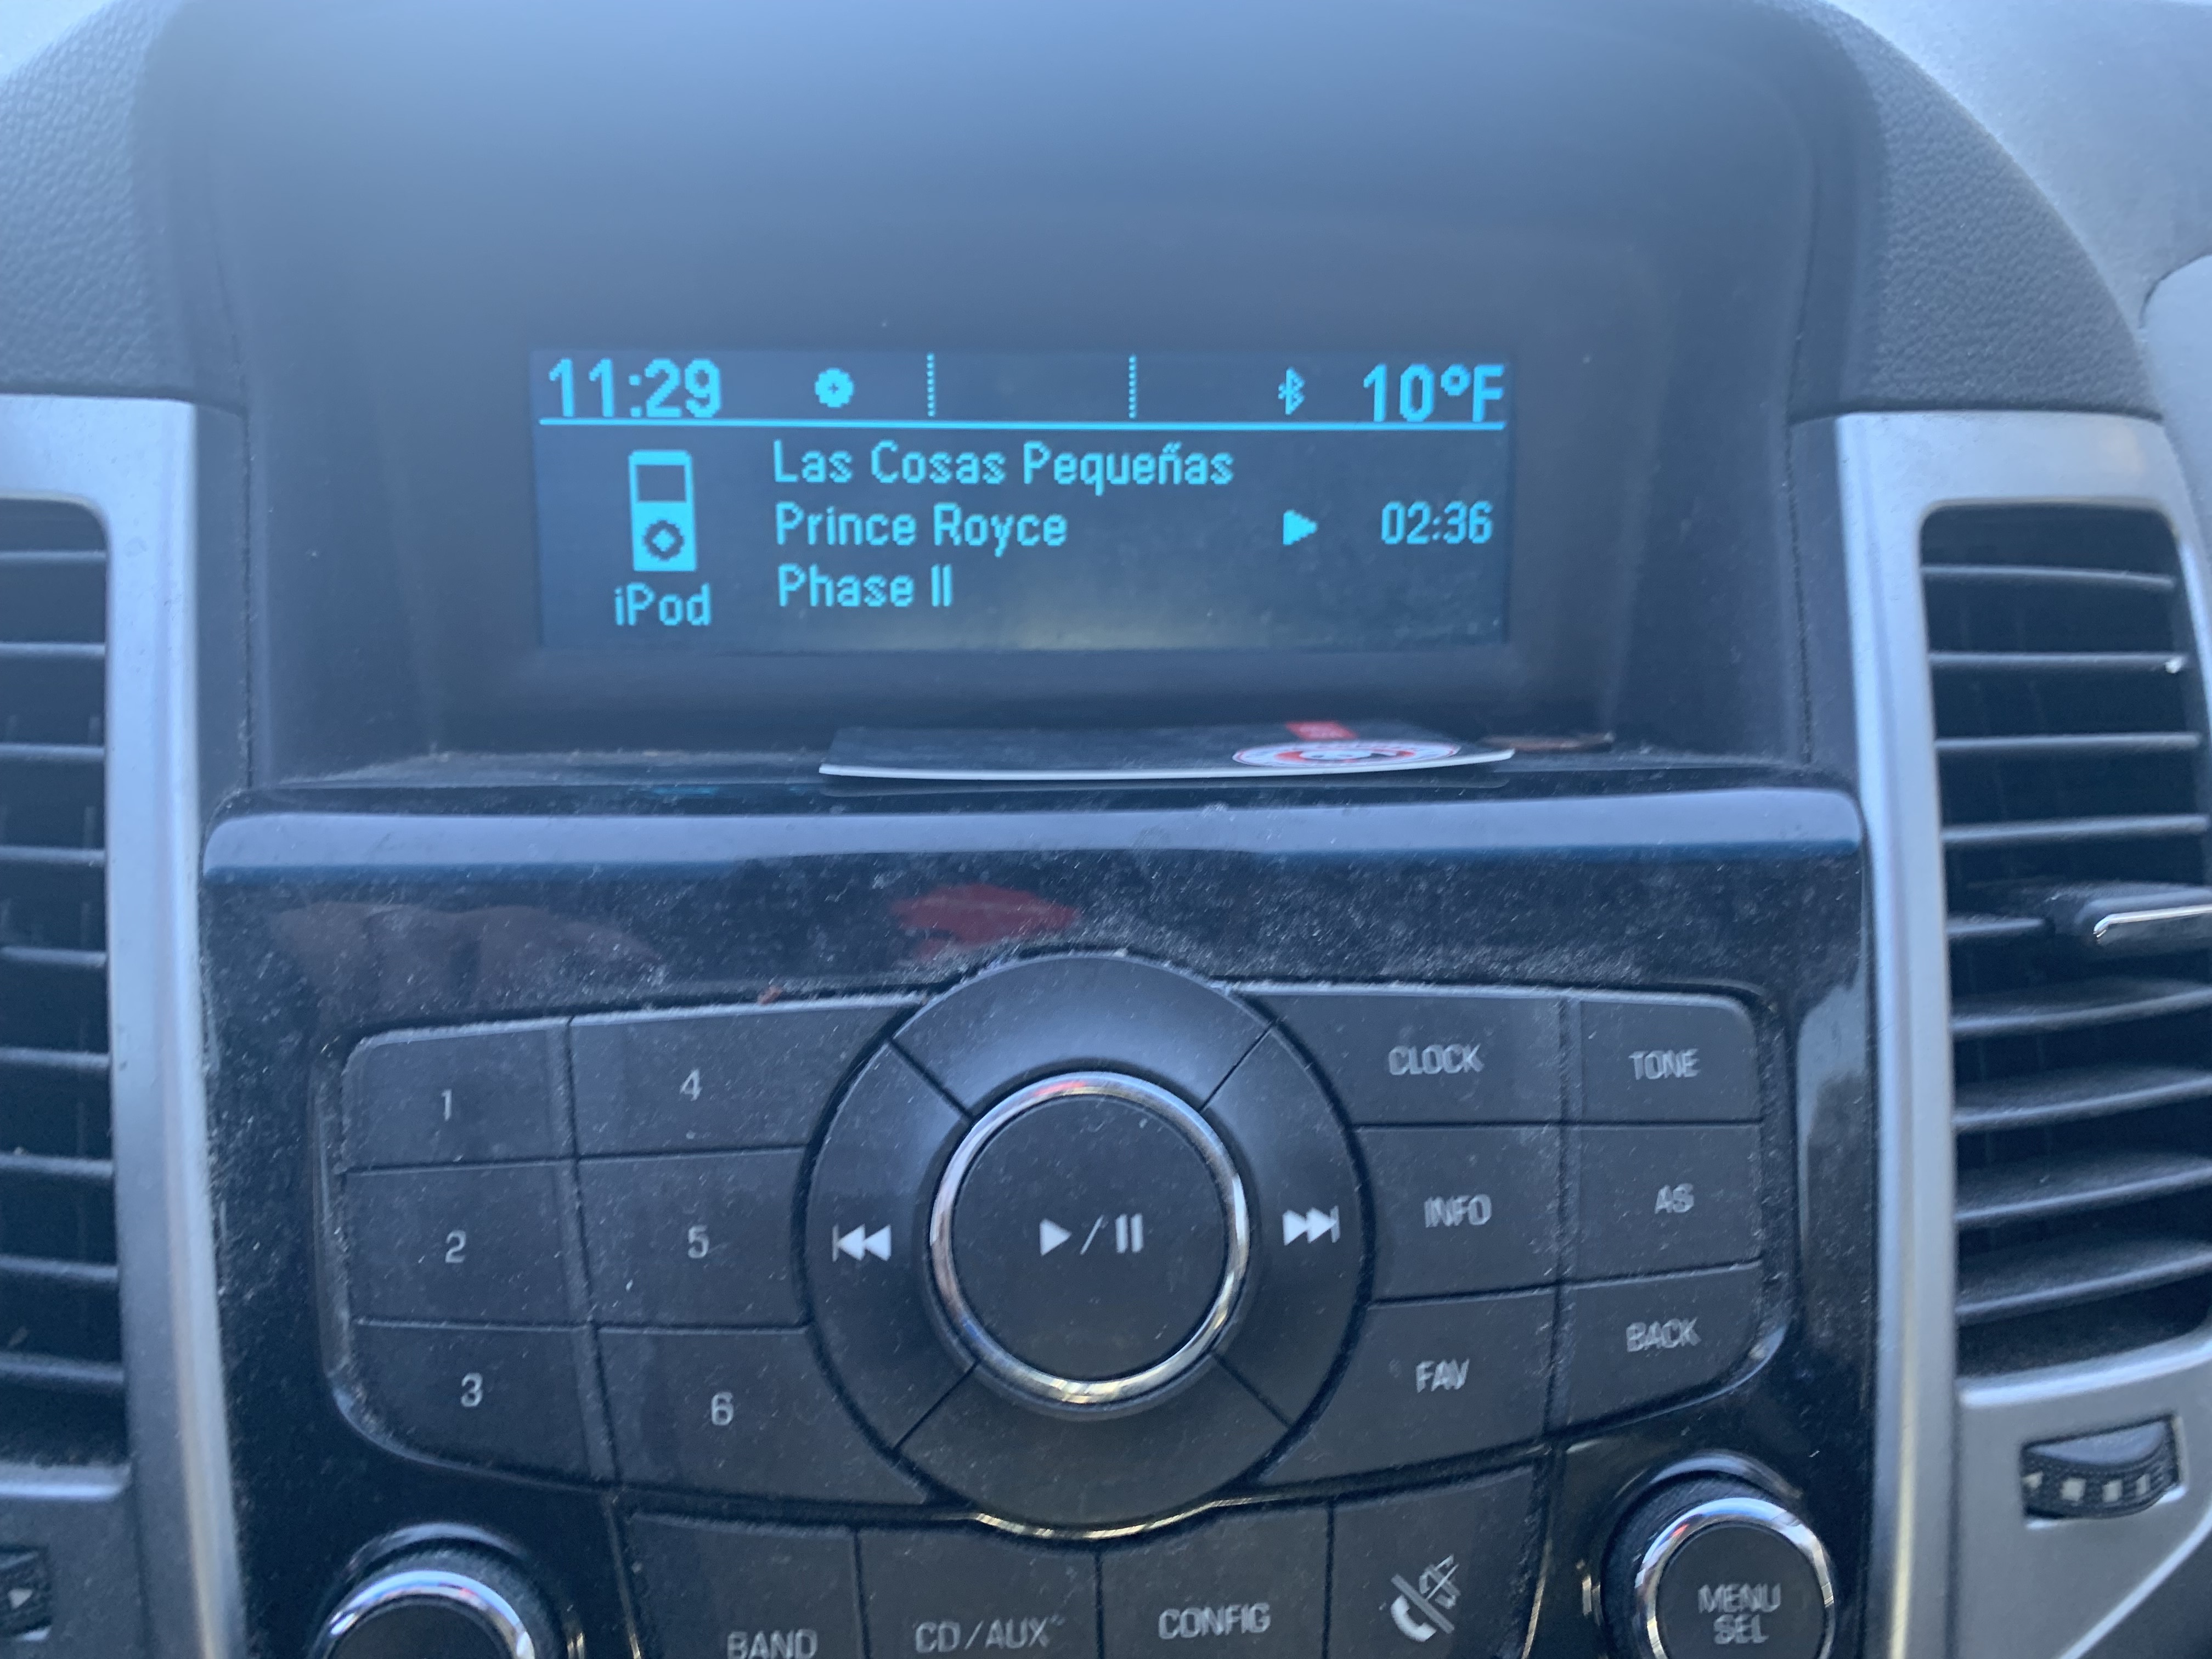 11:29 10°F
Las Cosas Pequeñas
Prince Royce 02:36
Phase II
iPod
1 4 CLOCK TONE
2 5 INFO AS
3 6 FAV BACK
BAND CD/AUX CONFIG MENU
SEL